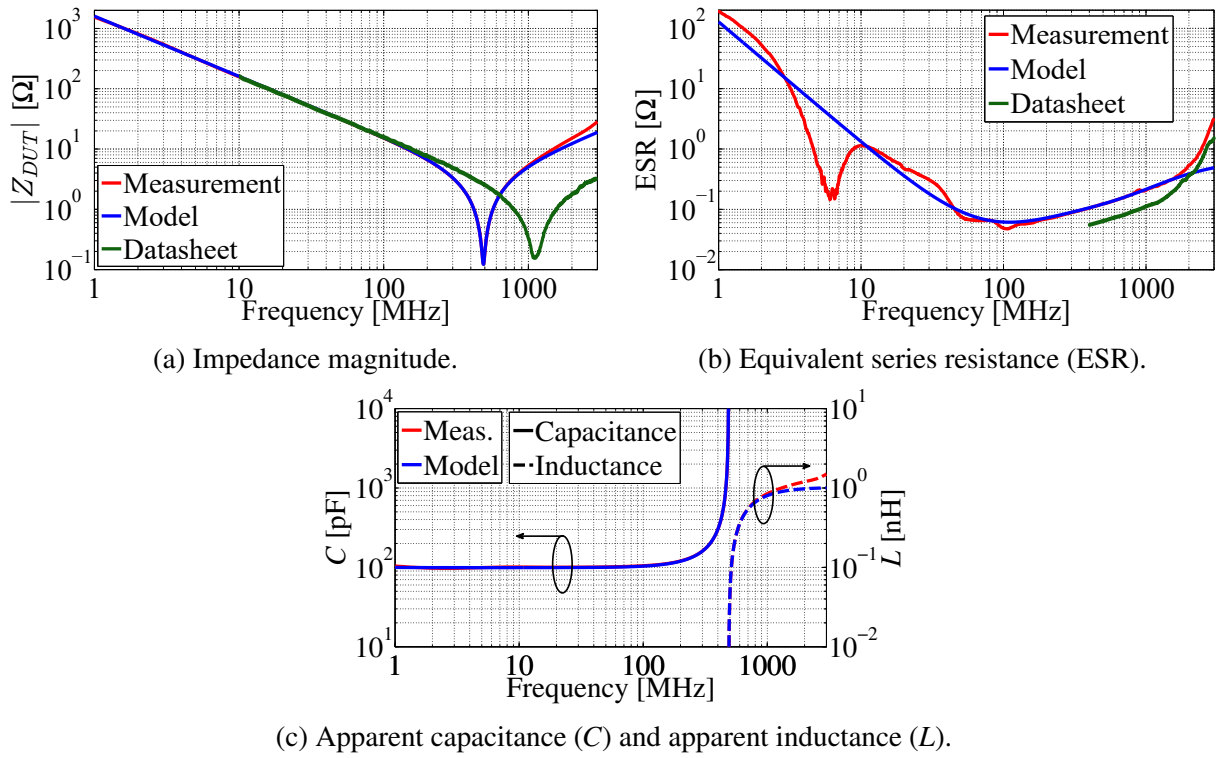 |Z_DUT| [Ω]
10^3
10^2
10^1
10^0
10^-1
Measurement
Model
Datasheet
1 10 100 1000
Frequency [MHz]
(a) Impedance magnitude.
ESR [Ω]
10^2
10^1
10^0
10^-1
10^-2
Measurement
Model
Datasheet
1 10 100 1000
Frequency [MHz]
(b) Equivalent series resistance (ESR).
C [pF]
10^4
10^3
10^2
10^1
Meas.
Model
Capacitance
Inductance
10^1
10^0
10^-1
10^-2
L [nH]
1 10 100 1000
Frequency [MHz]
(c) Apparent capacitance (C) and apparent inductance (L).